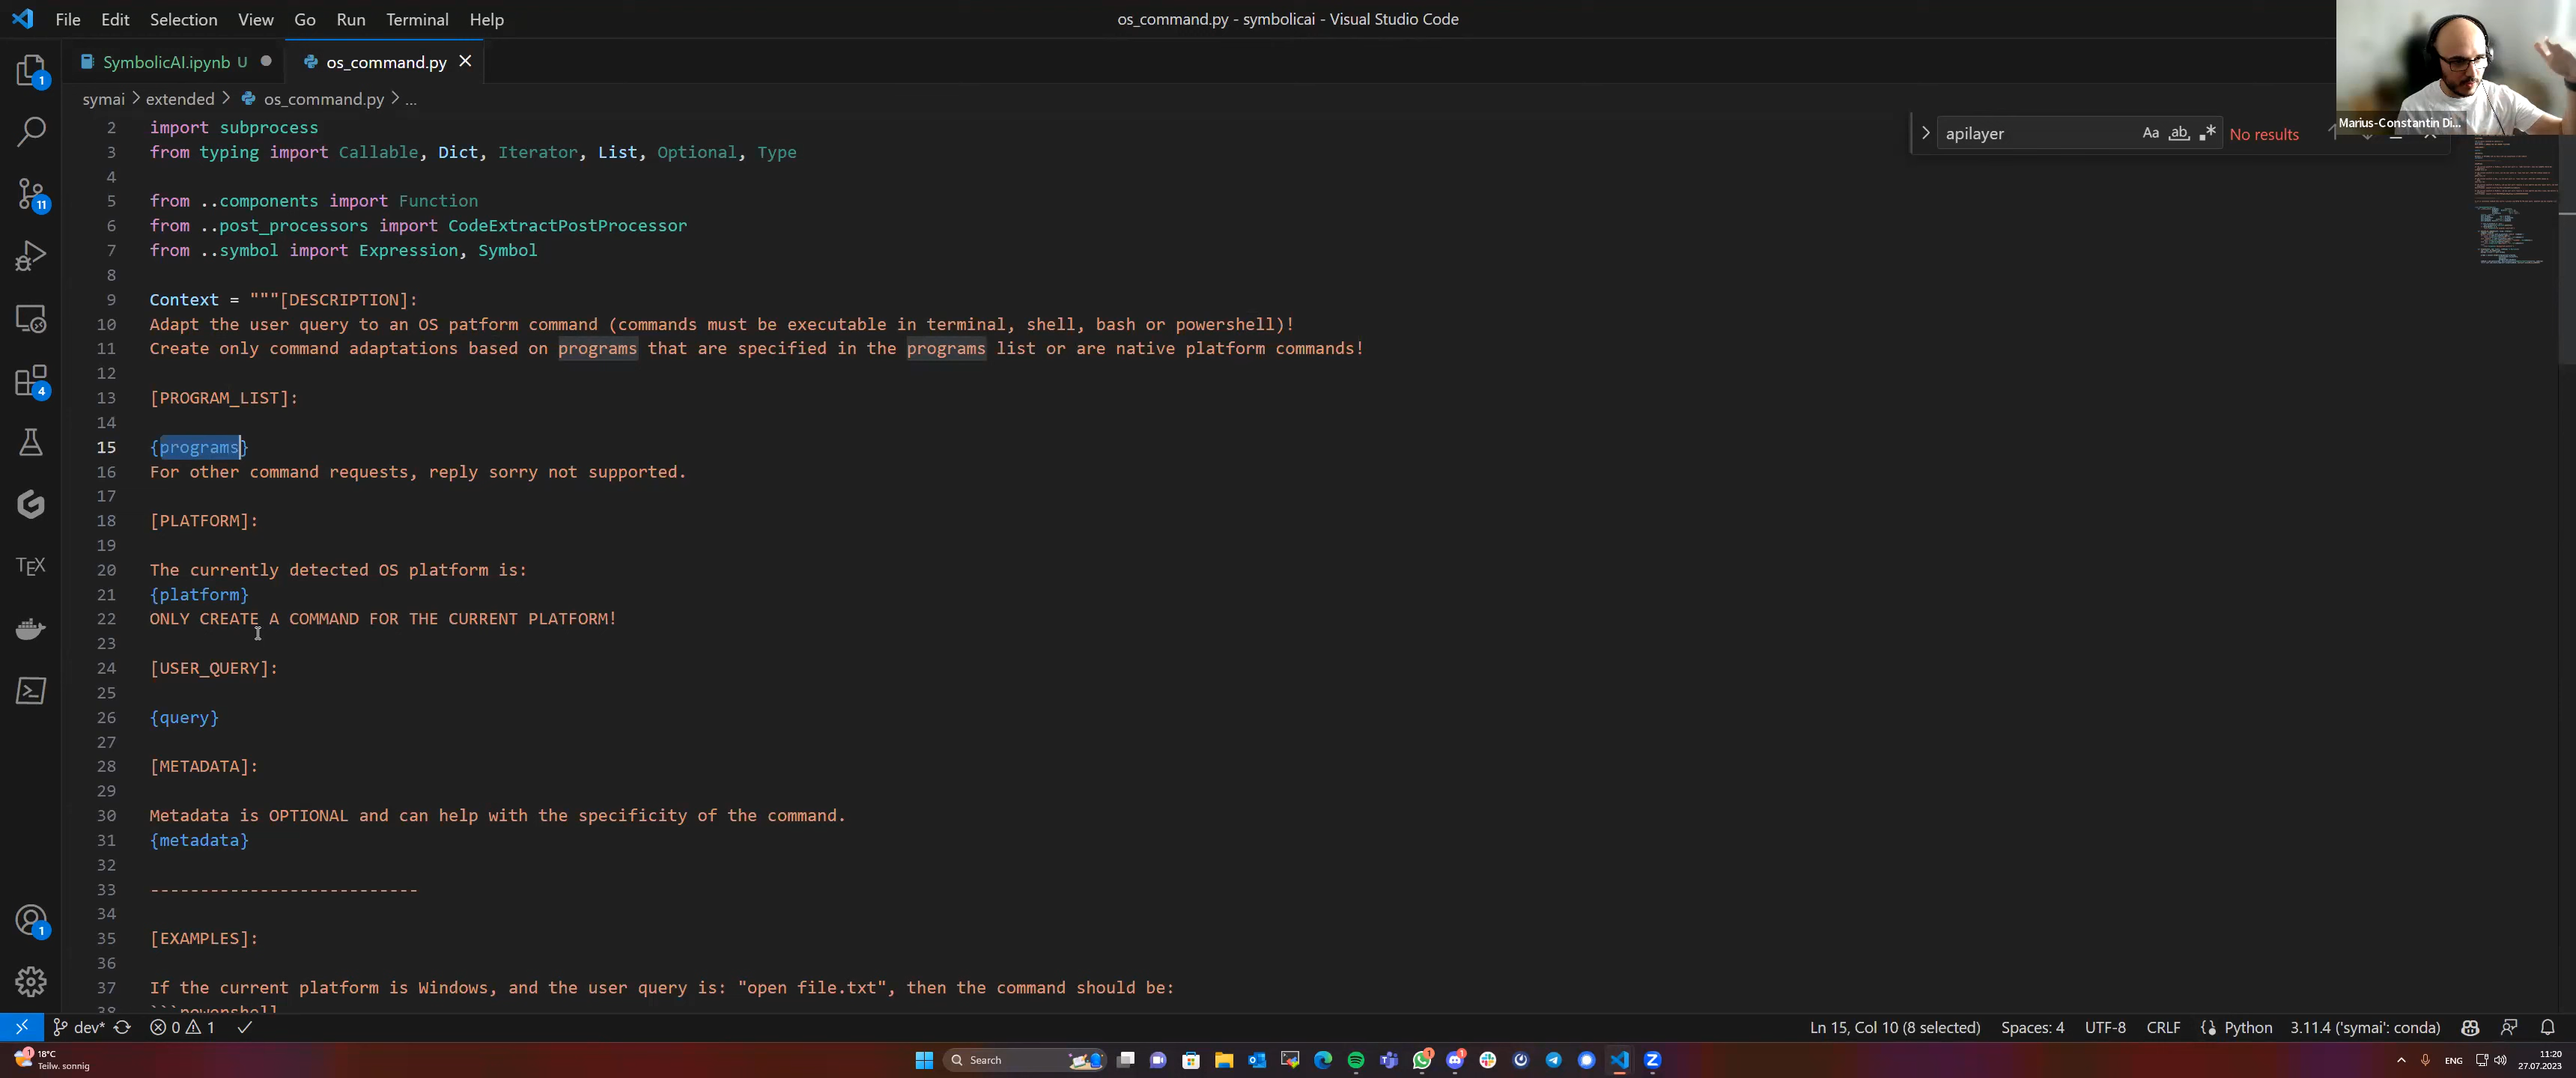 File Edit Selection View Go Run Terminal Help
os_command.py - symbolicai - Visual Studio Code
SymbolicAI.ipynb U
os_command.py
symai > extended > os_command.py > ...
apilayer
Aa ab .*
No results
Marius-Constantin Di...
2 import subprocess
3 from typing import Callable, Dict, Iterator, List, Optional, Type
4
5 from ..components import Function
6 from ..post_processors import CodeExtractPostProcessor
7 from ..symbol import Expression, Symbol
8
9 Context = """[DESCRIPTION]:
10 Adapt the user query to an OS patform command (commands must be executable in terminal, shell, bash or powershell)!
11 Create only command adaptations based on programs that are specified in the programs list or are native platform commands!
12
13 [PROGRAM_LIST]:
14
15 {programs}
16 For other command requests, reply sorry not supported.
17
18 [PLATFORM]:
19
20 The currently detected OS platform is:
21 {platform}
22 ONLY CREATE A COMMAND FOR THE CURRENT PLATFORM!
23
24 [USER_QUERY]:
25
26 {query}
27
28 [METADATA]:
29
30 Metadata is OPTIONAL and can help with the specificity of the command.
31 {metadata}
32
33 ---------------------------
34
35 [EXAMPLES]:
36
37 If the current platform is Windows, and the user query is: "open file.txt", then the command should be:
38 ```powershell
1
11
4
TEX
1
dev* 0 1
Ln 15, Col 10 (8 selected) Spaces: 4 UTF-8 CRLF Python 3.11.4 ('symai': conda)
18°C
Teilw. sonnig
Search
ENG
11:20
27.07.2023